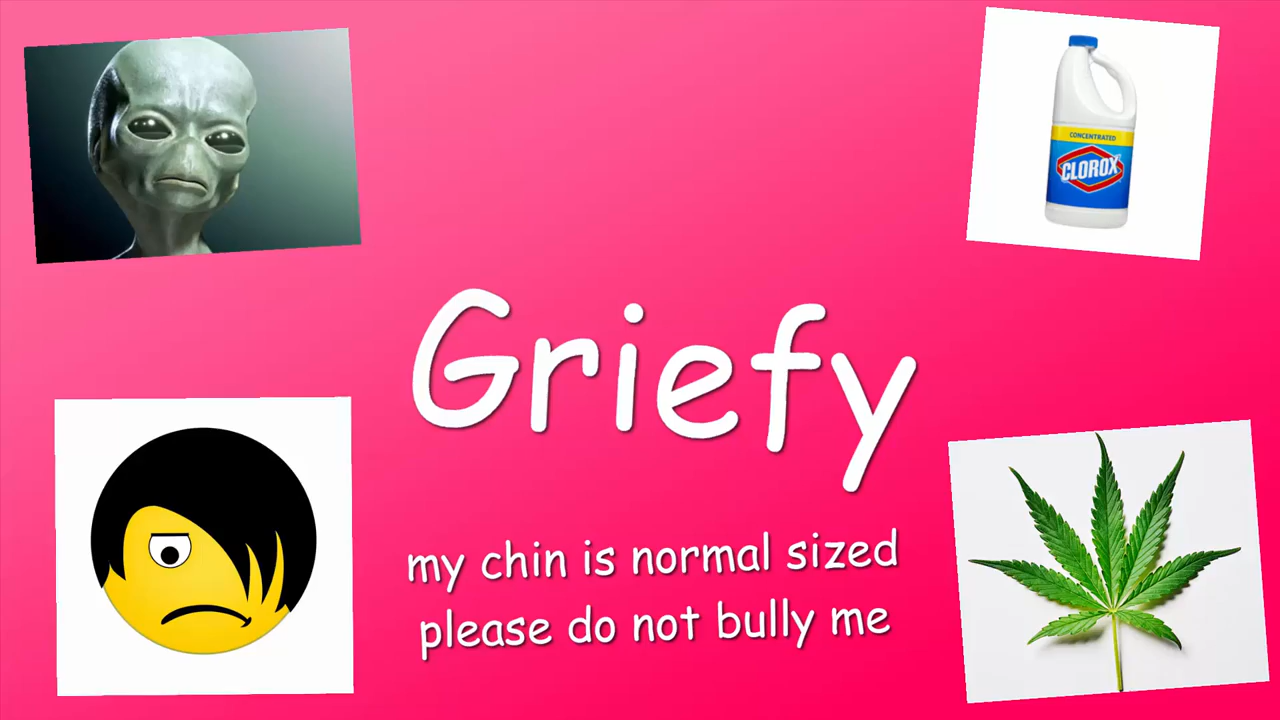 CONCENTRATED
CLOROX
Griefy
my chin is normal sized
please do not bully me